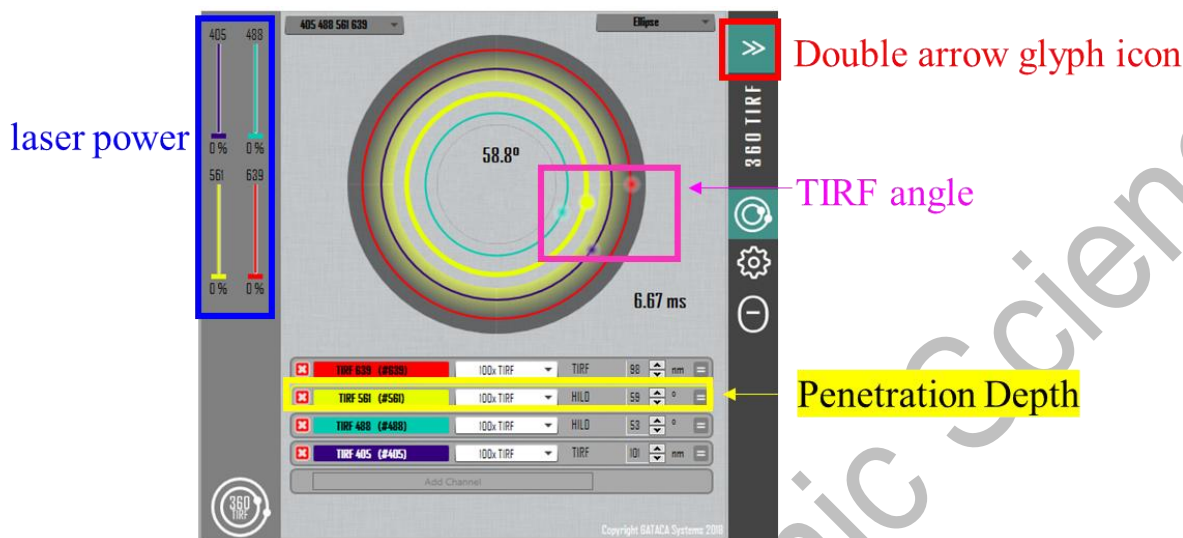 405 488 561 639
Ellipse
405 488
Double arrow glyph icon
360 TIRF
laser power
0 % 0 %
58.8º
561 639
TIRF angle
0 % 0 %
6.67 ms
TIRF 639 (#639) 100x TIRF TIRF 98 nm
TIRF 561 (#561) 100x TIRF HILO 59 °
Penetration Depth
TIRF 488 (#488) 100x TIRF HILO 53 °
TIRF 405 (#405) 100x TIRF TIRF 101 nm
Add Channel
360
TIRF
Copyright GATACA Systems 2018
ic Scienc